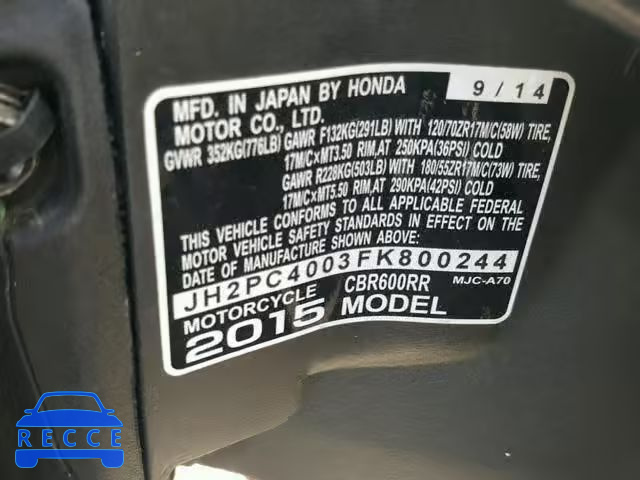 MFD. IN JAPAN BY HONDA
MOTOR CO., LTD.
9/14
GVWR 352KG(776LB) GAWR F132KG(291LB) WITH 120/70ZR17M/C(58W) TIRE,
17M/C×MT3.50 RIM,AT 250KPA(36PSI) COLD
GAWR R228KG(503LB) WITH 180/55ZR17M/C(73W) TIRE,
17M/C×MT5.50 RIM,AT 290KPA(42PSI) COLD
THIS VEHICLE CONFORMS TO ALL APPLICABLE FEDERAL
MOTOR VEHICLE SAFETY STANDARDS IN EFFECT ON THE
DATE OF MANUFACTURE SHOWN ABOVE.
JH2PC4003FK800244
MOTORCYCLE CBR600RR MJC-A70
2015 MODEL
RECCE